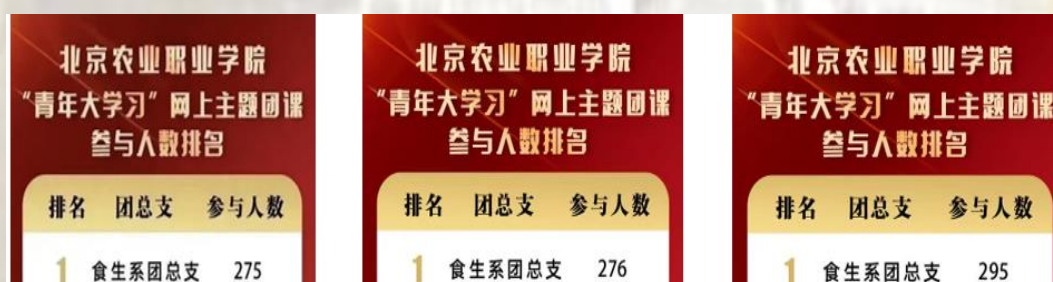 北京农业职业学院
“青年大学习”网上主题团课
参与人数排名
排名 团总支 参与人数
1 食生系团总支 275
北京农业职业学院
“青年大学习”网上主题团课
参与人数排名
排名 团总支 参与人数
1 食生系团总支 276
北京农业职业学院
“青年大学习”网上主题团课
参与人数排名
排名 团总支 参与人数
1 食生系团总支 295